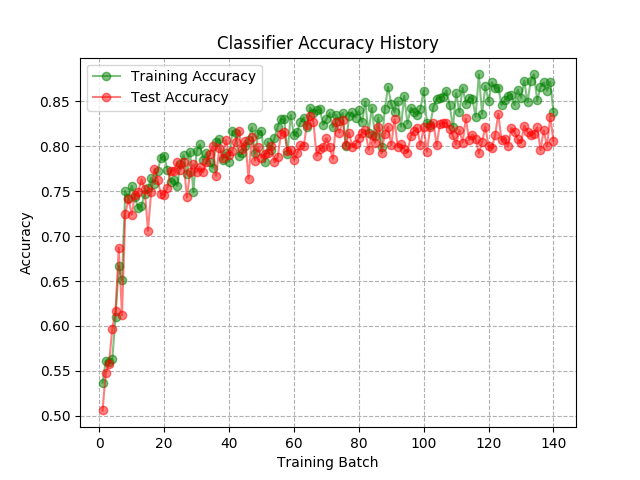 Classifier Accuracy History
Training Accuracy
Test Accuracy
0.85
0.80
0.75
0.70
0.65
0.60
0.55
0.50
Accuracy
0 20 40 60 80 100 120 140
Training Batch